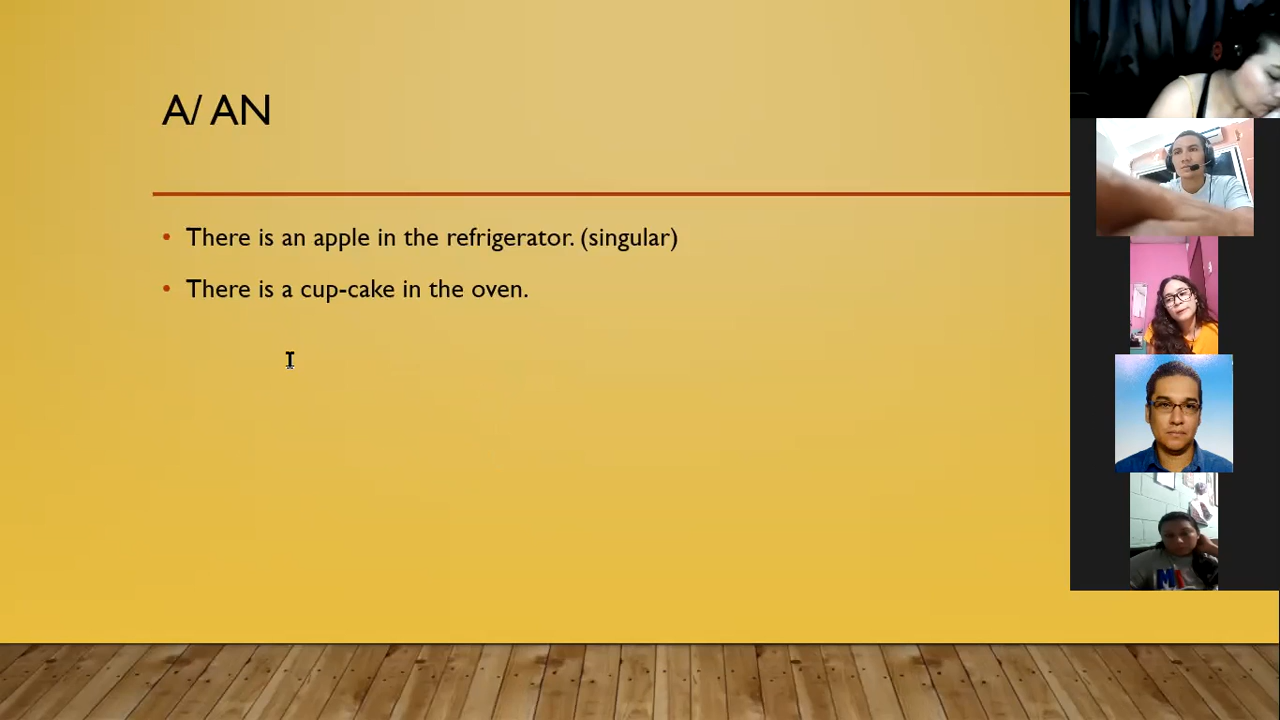 A/ AN
There is an apple in the refrigerator. (singular)
There is a cup-cake in the oven.